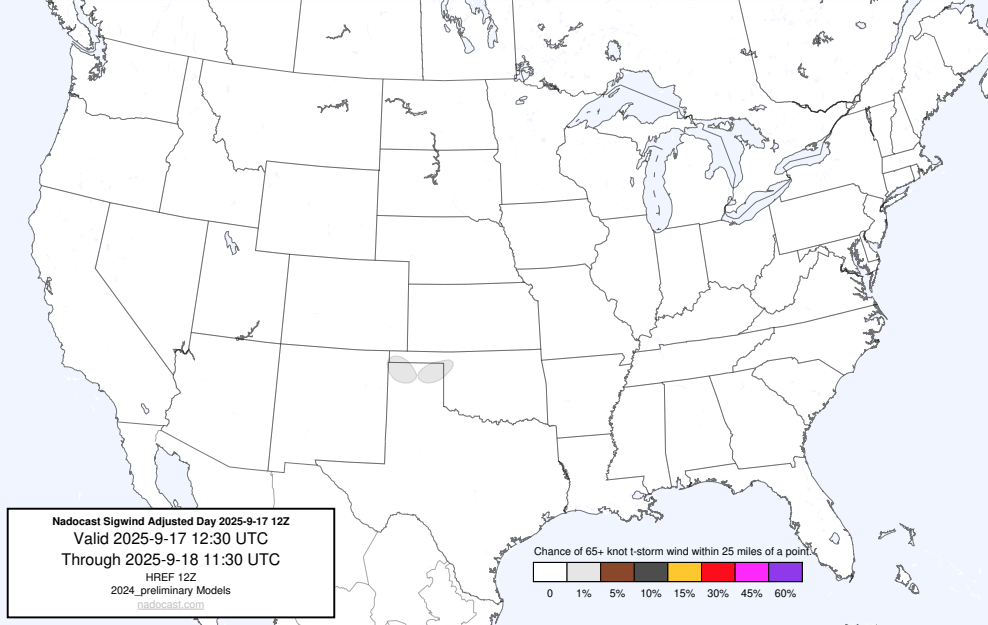 Nadocast Sigwind Adjusted Day 2025-9-17 12Z
Valid 2025-9-17 12:30 UTC
Through 2025-9-18 11:30 UTC
HREF 12Z
2024_preliminary Models
nadocast.com
Chance of 65+ knot t-storm wind within 25 miles of a point.
0 1% 5% 10% 15% 30% 45% 60%